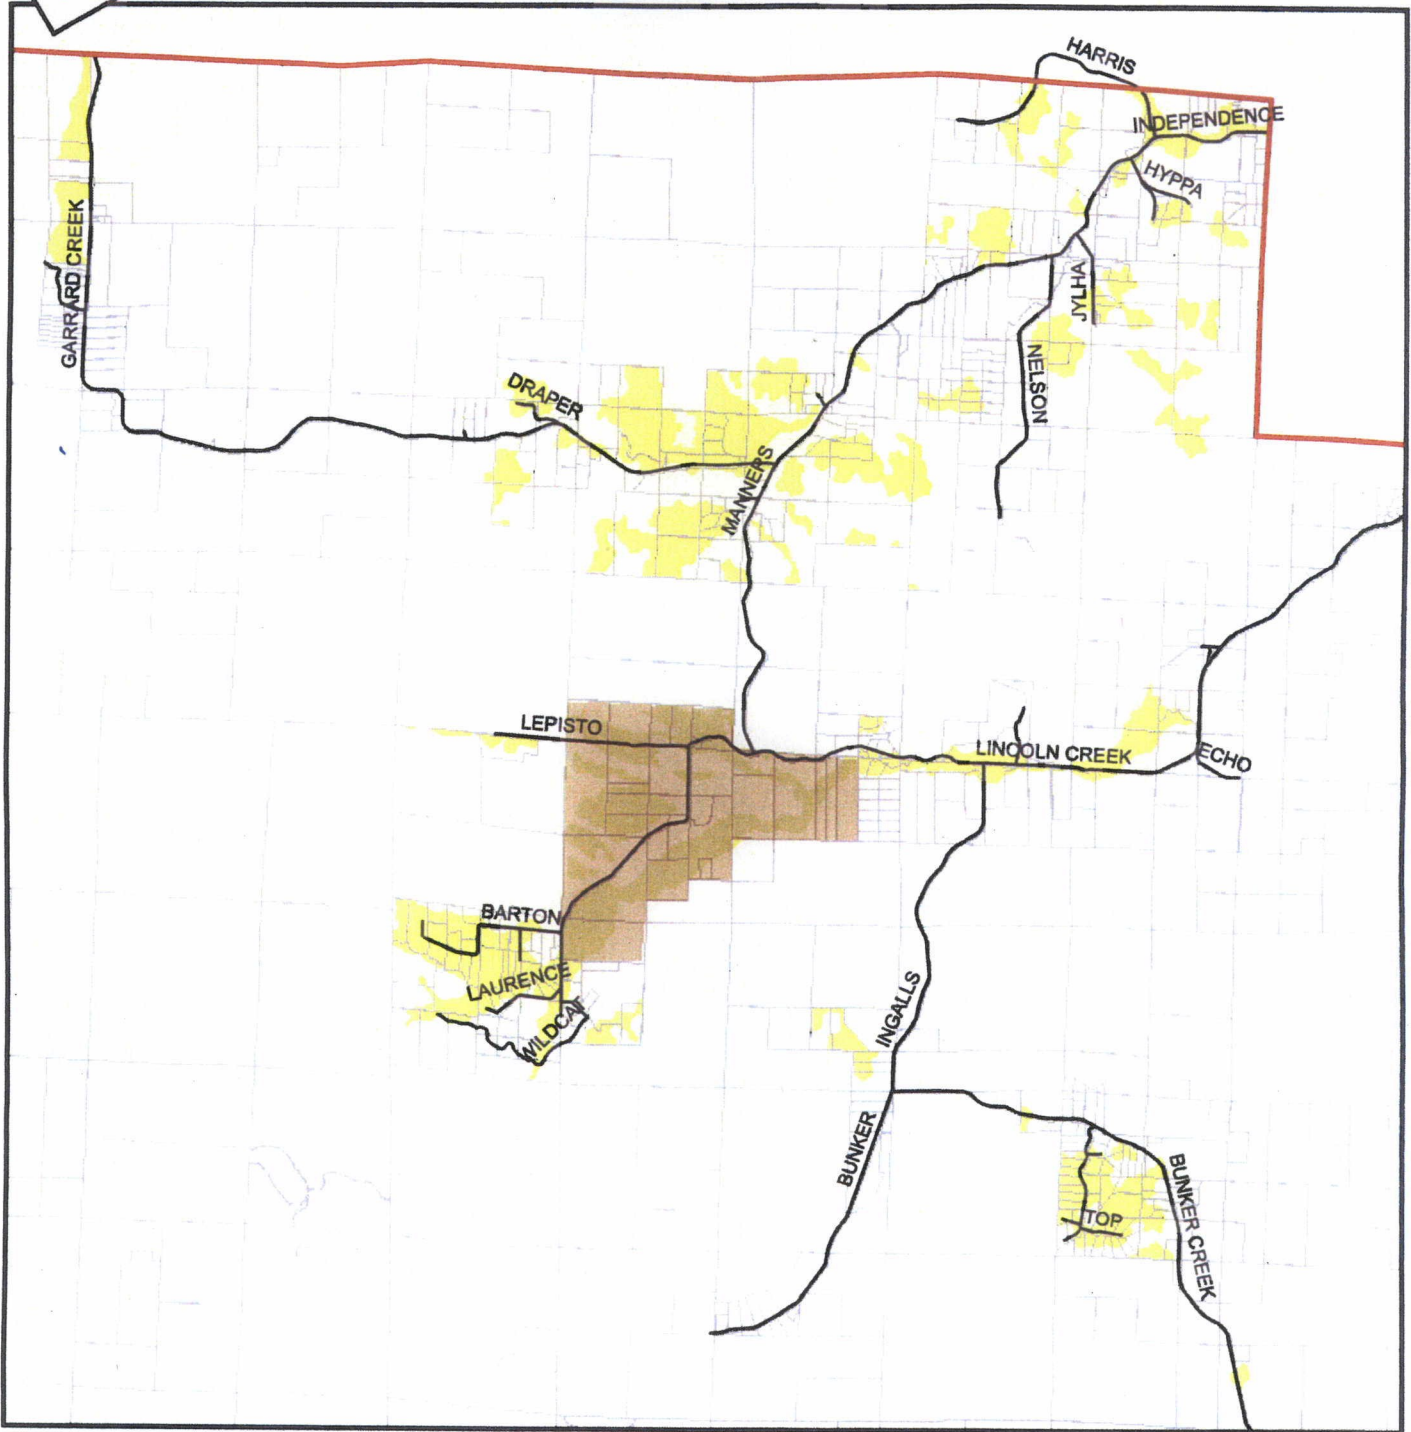 HARRIS
INDEPENDENCE
HYPPA
GARRARD CREEK
JYLHA
NELSON
DRAPER
MANNERS
LEPISTO
LINCOLN CREEK
ECHO
BARTON
LAURENCE
WILDCAT
INGALLS
BUNKER
BUNKER CREEK
TOP